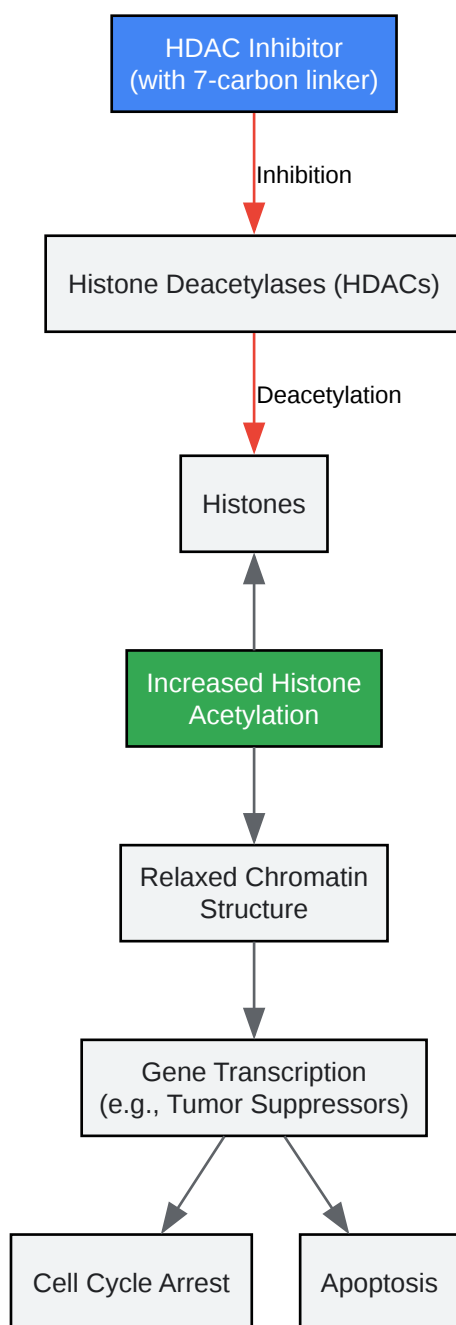 HDAC Inhibitor
(with 7-carbon linker)
Inhibition
Histone Deacetylases (HDACs)
Deacetylation
Histones
Increased Histone
Acetylation
Relaxed Chromatin
Structure
Gene Transcription
(e.g., Tumor Suppressors)
Cell Cycle Arrest
Apoptosis